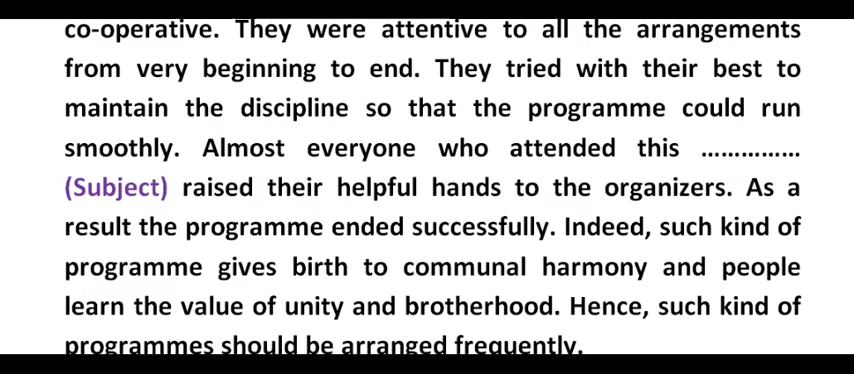 co-operative. They were attentive to all the arrangements
from very beginning to end. They tried with their best to
maintain the discipline so that the programme could run
smoothly. Almost everyone who attended this ……………
(Subject) raised their helpful hands to the organizers. As a
result the programme ended successfully. Indeed, such kind of
programme gives birth to communal harmony and people
learn the value of unity and brotherhood. Hence, such kind of
programmes should be arranged frequently.